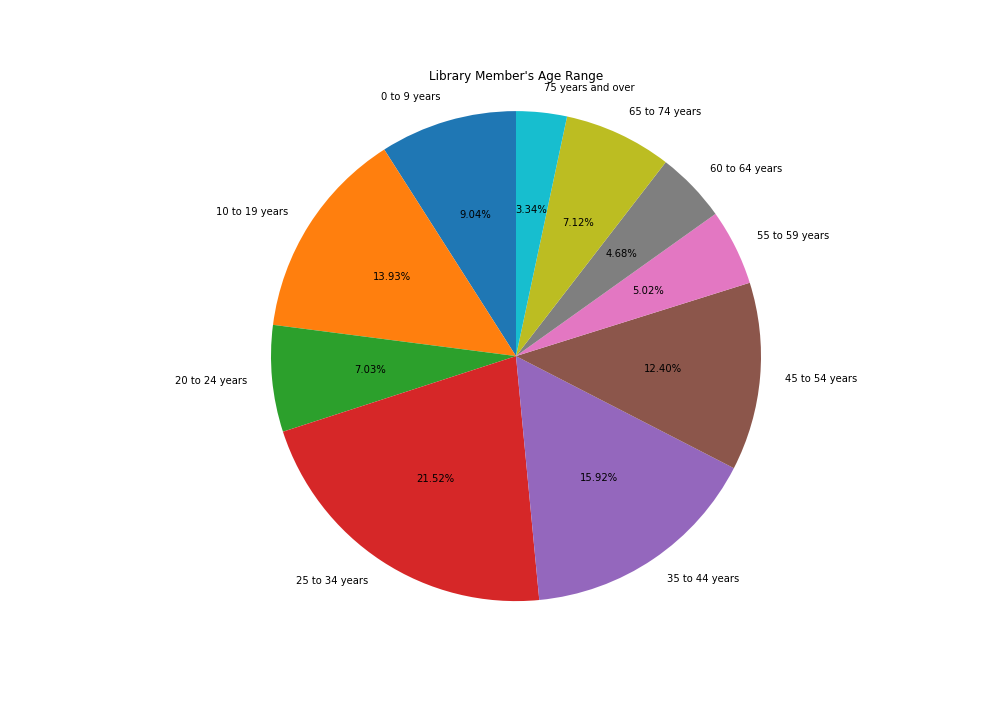 Library Member's Age Range
0 to 9 years
9.04%
10 to 19 years
13.93%
20 to 24 years
7.03%
25 to 34 years
21.52%
35 to 44 years
15.92%
45 to 54 years
12.40%
55 to 59 years
5.02%
60 to 64 years
4.68%
65 to 74 years
7.12%
75 years and over
3.34%